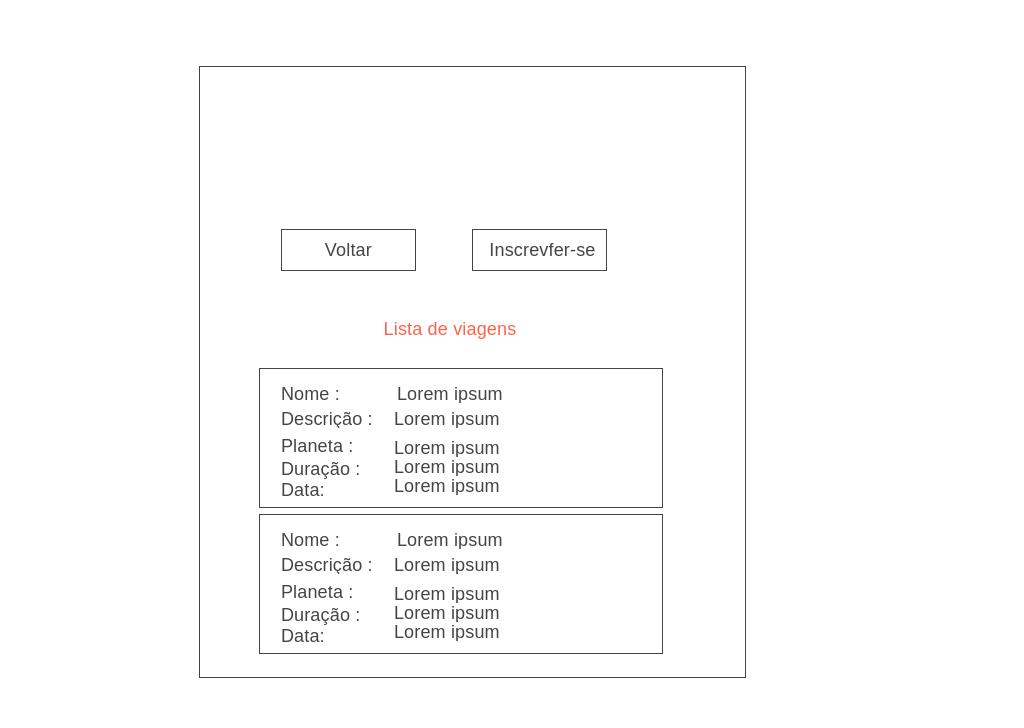 Voltar
Inscrevfer-se
Lista de viagens
Nome : Lorem ipsum
Descrição : Lorem ipsum
Planeta : Lorem ipsum
Duração : Lorem ipsum
Data: Lorem ipsum
Nome : Lorem ipsum
Descrição : Lorem ipsum
Planeta : Lorem ipsum
Duração : Lorem ipsum
Data: Lorem ipsum